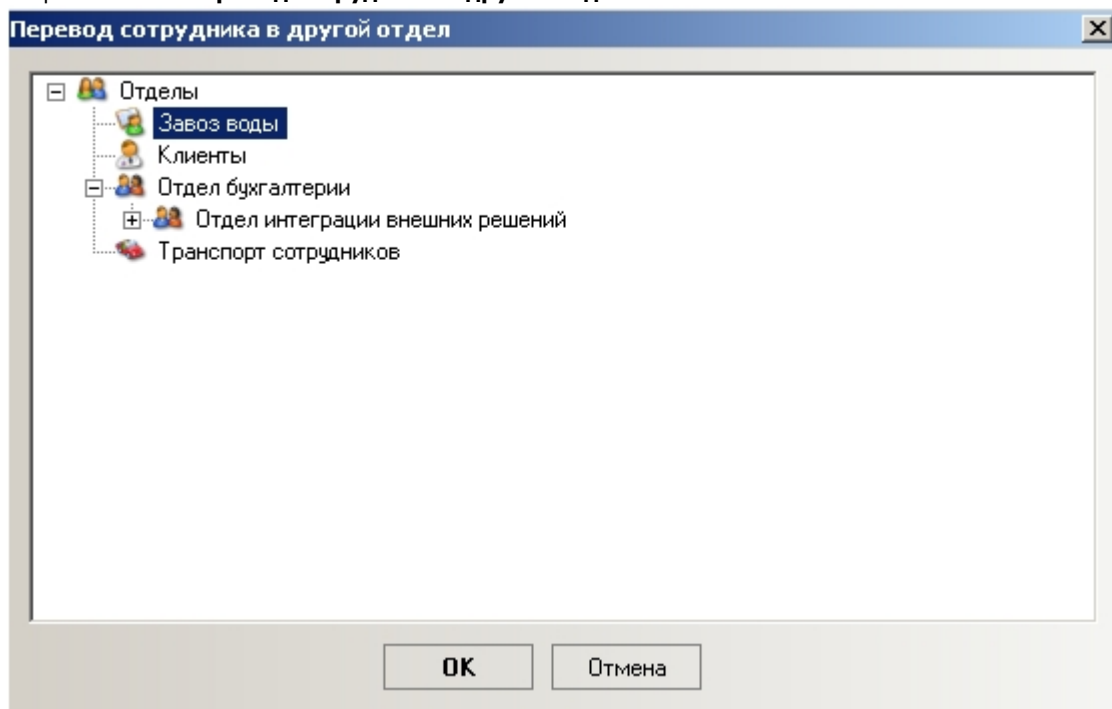 Перевод сотрудника в другой отдел
Отделы
Завоз воды
Клиенты
Отдел бухгалтерии
Отдел интеграции внешних решений
Транспорт сотрудников
OK
Отмена